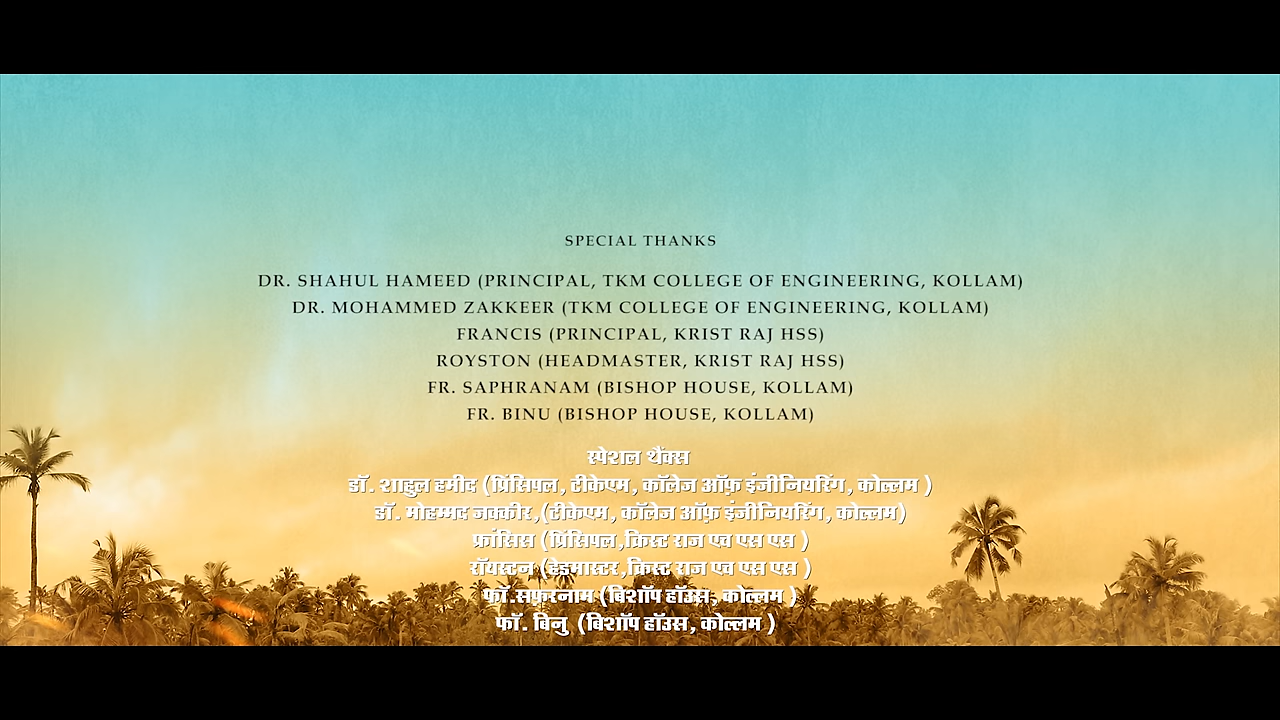 SPECIAL THANKS
DR. SHAHUL HAMEED (PRINCIPAL, TKM COLLEGE OF ENGINEERING, KOLLAM)
DR. MOHAMMED ZAKKEER (TKM COLLEGE OF ENGINEERING, KOLLAM)
FRANCIS (PRINCIPAL, KRIST RAJ HSS)
ROYSTON (HEADMASTER, KRIST RAJ HSS)
FR. SAPHRANAM (BISHOP HOUSE, KOLLAM)
FR. BINU (BISHOP HOUSE, KOLLAM)
स्पेशल थैंक्स
डॉ. शाहुल हमीद (प्रिंसिपल, टीकेएम, कॉलेज ऑफ़ इंजीनियरिंग, कोल्लम )
डॉ. मोहम्मद जक्कीर,(टीकेएम, कॉलेज ऑफ़ इंजीनियरिंग, कोल्लम)
फ्रांसिस (प्रिंसिपल,क्रिस्ट राज एच एस एस )
रॉयस्टन (हेडमास्टर,क्रिस्ट राज एच एस एस )
फॉ.सफ़रनाम (बिशॉप हॉउस, कोल्लम )
फॉ. बिनु (बिशॉप हॉउस, कोल्लम )